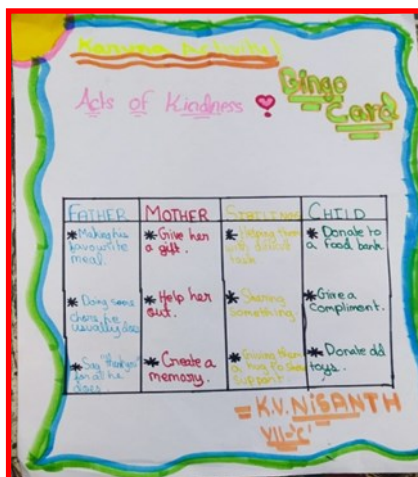 Karuna Activity!
Bingo
Card
Acts of Kindness
FATHER MOTHER SIBILINGS CHILD
*Making his
favourite
meal.
*Give her
a gift.
*Helping them
with difficult
task
*Donate to
a food bank
*Doing some
chore he
usually does
*Help her
out.
*Sharing
something.
*Give a
compliment.
*Say "thank you"
for all he
does.
*Create a
memory.
*Giving them
a hug to show
support.
*Donate old
toys.
= K.V. NISANTH
VII-'C'